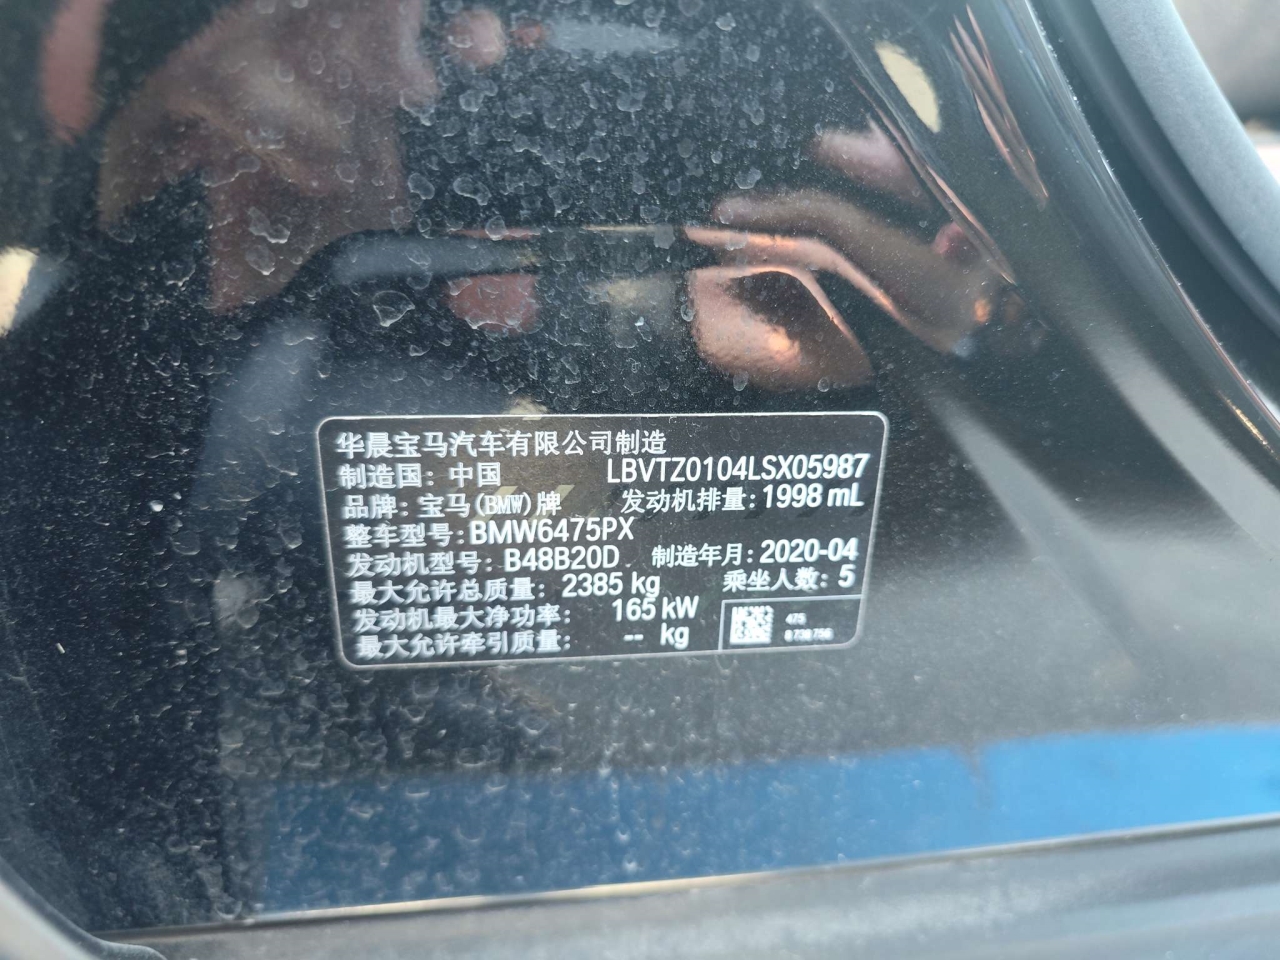 华晨宝马汽车有限公司制造
制造国：中国 LBVTZ0104LSX05987
品牌：宝马(BMW)牌 发动机排量：1998 mL
整车型号：BMW6475PX
发动机型号：B48B20D 制造年月：2020-04
最大允许总质量：2385 kg 乘坐人数：5
发动机最大净功率：165 kW
最大允许牵引质量：-- kg
475
8738756